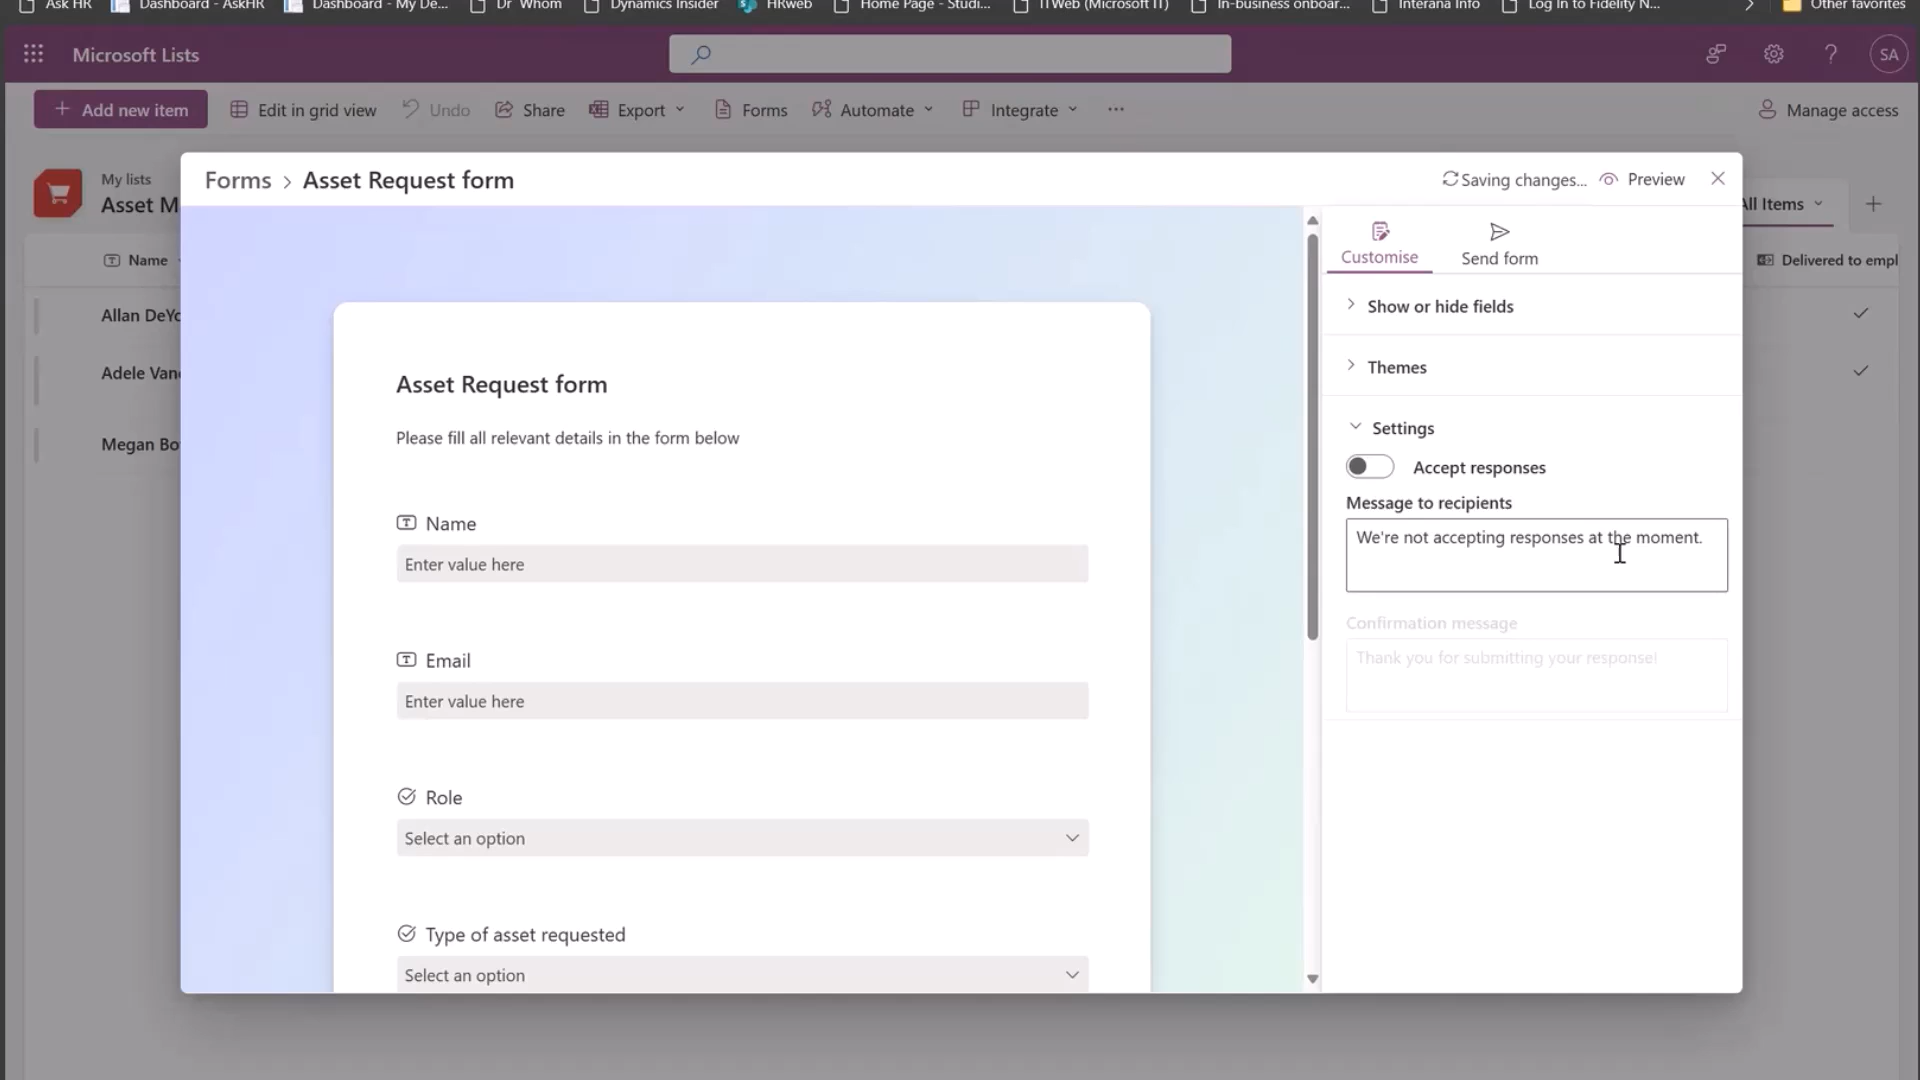 Ask HR Dashboard - AskHR Dashboard - My De... Dr Whom Dynamics Insider HRweb Home Page - Studi... ITWeb (Microsoft IT) In-business onboar... Interana Info Log In to Fidelity N... Other favorites
Microsoft Lists ? SA
+ Add new item Edit in grid view Undo Share Export Forms Automate Integrate ... Manage access
My lists
Asset M
All Items +
Name
Delivered to empl
Allan DeYo
Adele Van
Megan Bo
Forms > Asset Request form
Saving changes... Preview
Customise Send form
Asset Request form
Please fill all relevant details in the form below
Name
Enter value here
Email
Enter value here
Role
Select an option
Type of asset requested
Select an option
Show or hide fields
Themes
Settings
Accept responses
Message to recipients
We're not accepting responses at the moment.
Confirmation message
Thank you for submitting your response!